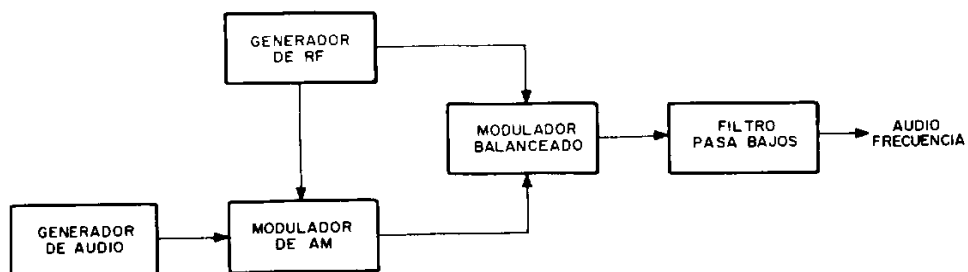 GENERADOR
DE RF
MODULADOR
BALANCEADO
FILTRO
PASA BAJOS
AUDIO
FRECUENCIA
GENERADOR
DE AUDIO
MODULADOR
DE AM